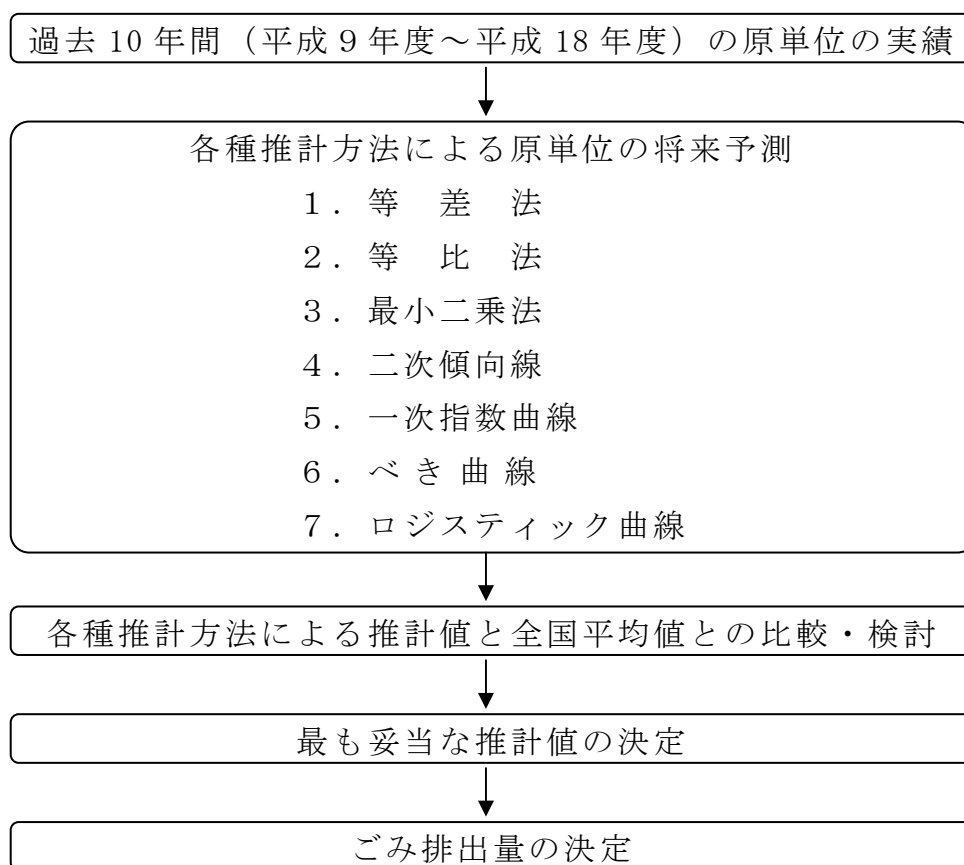 過去10年間（平成９年度～平成18年度）の原単位の実績
各種推計方法による原単位の将来予測
１．等　差　法
２．等　比　法
３．最小二乗法
４．二次傾向線
５．一次指数曲線
６．べ き 曲 線
７．ロジスティック曲線
各種推計方法による推計値と全国平均値との比較・検討
最も妥当な推計値の決定
ごみ排出量の決定